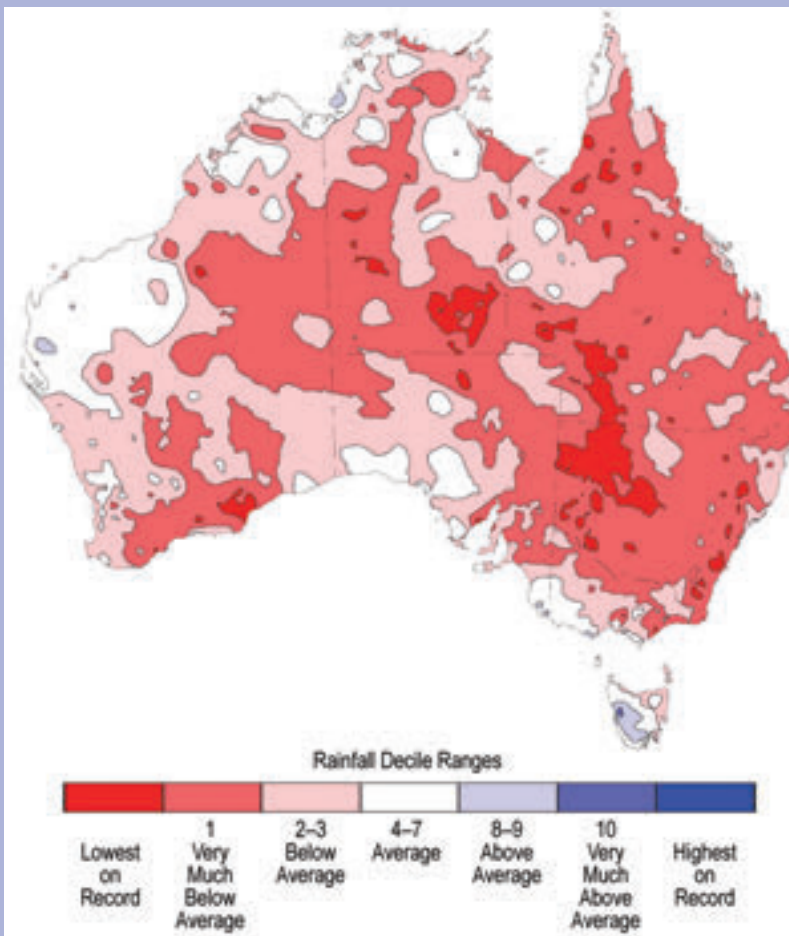 Rainfall Decile Ranges
Lowest
on
Record
1
Very
Much
Below
Average
2–3
Below
Average
4–7
Average
8–9
Above
Average
10
Very
Much
Above
Average
Highest
on
Record